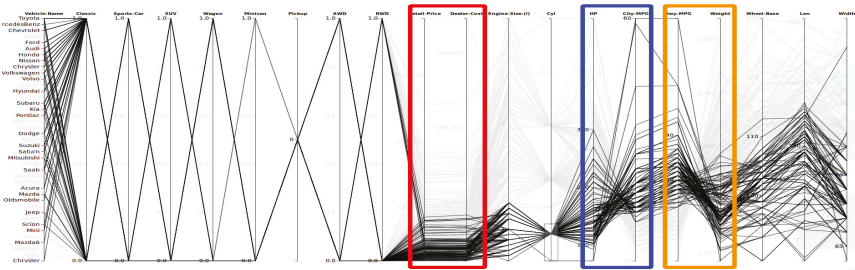 Vehicle-Name Classic Sports-Car SUV Wagon Minivan Pickup AWD RWD etail-Price Dealer-Cost Engine-Size-(l) Cyl HP City-MPG Hwy-MPG Weight Wheel-Base Len Width
Toyota 1.0 1.0 1.0 1.0 1.0 1.0 60
rcedesBenz
Chevrolet
Ford
Audi
Honda
Nissan
Chrysler
Volkswagen
Volvo
Hyundai
Subaru
Kia
Pontiac
Dodge 0 110
Suzuki
Saturn
Mitsubishi
Saab
Acura
Mazda
Oldsmobile
Jeep
Scion
Mini
Mazda6 65
Chrysler 0.0 0.0 0.0 0.0 0.0 0.0 0.0